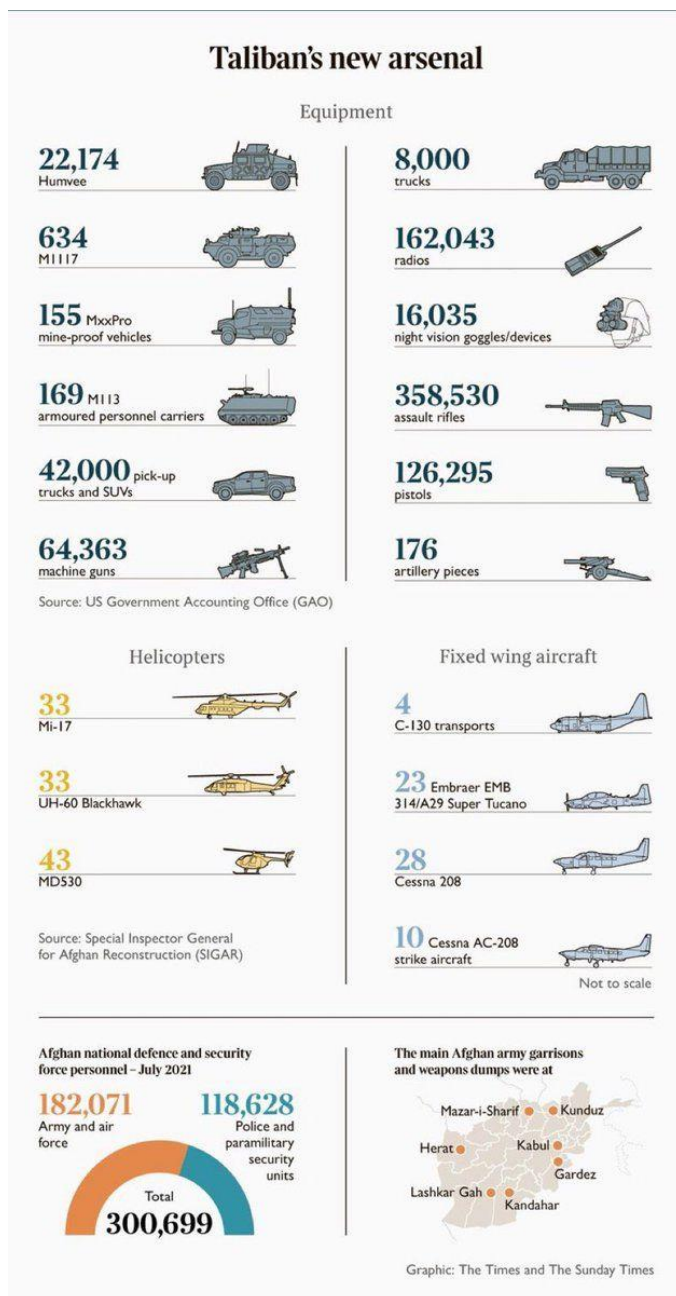 Taliban's new arsenal
Equipment
22,174
Humvee
634
M1117
155 MxxPro
mine-proof vehicles
169 M113
armoured personnel carriers
42,000 pick-up
trucks and SUVs
64,363
machine guns
8,000
trucks
162,043
radios
16,035
night vision goggles/devices
358,530
assault rifles
126,295
pistols
176
artillery pieces
Source: US Government Accounting Office (GAO)
Helicopters
33
Mi-17
33
UH-60 Blackhawk
43
MD530
Source: Special Inspector General
for Afghan Reconstruction (SIGAR)
Fixed wing aircraft
4
C-130 transports
23 Embraer EMB
314/A29 Super Tucano
28
Cessna 208
10 Cessna AC-208
strike aircraft
Not to scale
Afghan national defence and security
force personnel – July 2021
182,071
Army and air
force
118,628
Police and
paramilitary
security
units
Total
300,699
The main Afghan army garrisons
and weapons dumps were at
Mazar-i-Sharif
Kunduz
Herat
Kabul
Gardez
Lashkar Gah
Kandahar
Graphic: The Times and The Sunday Times